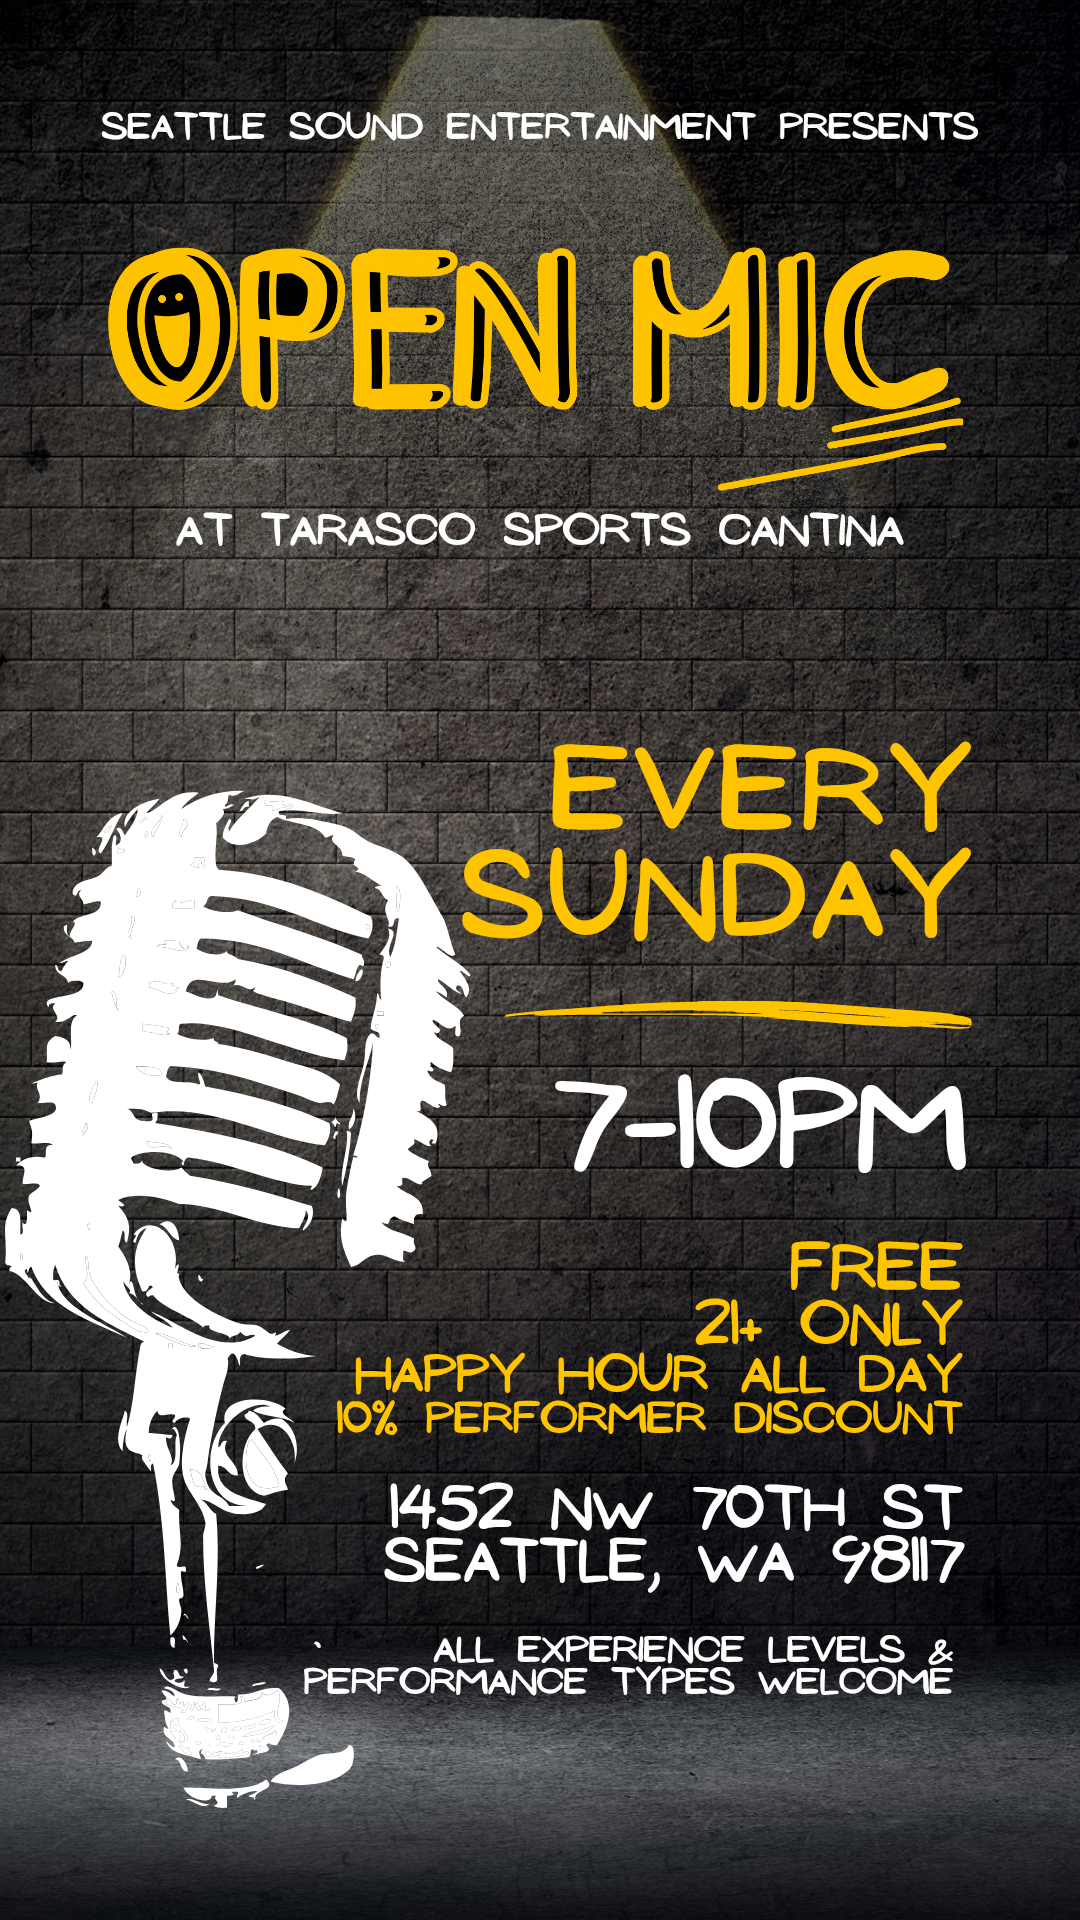 SEATTLE SOUND ENTERTAINMENT PRESENTS
OPEN MIC
AT TARASCO SPORTS CANTINA
EVERY
SUNDAY
7-10PM
FREE
21+ ONLY
HAPPY HOUR ALL DAY
10% PERFORMER DISCOUNT
1452 NW 70TH ST
SEATTLE, WA 98117
ALL EXPERIENCE LEVELS &
PERFORMANCE TYPES WELCOME